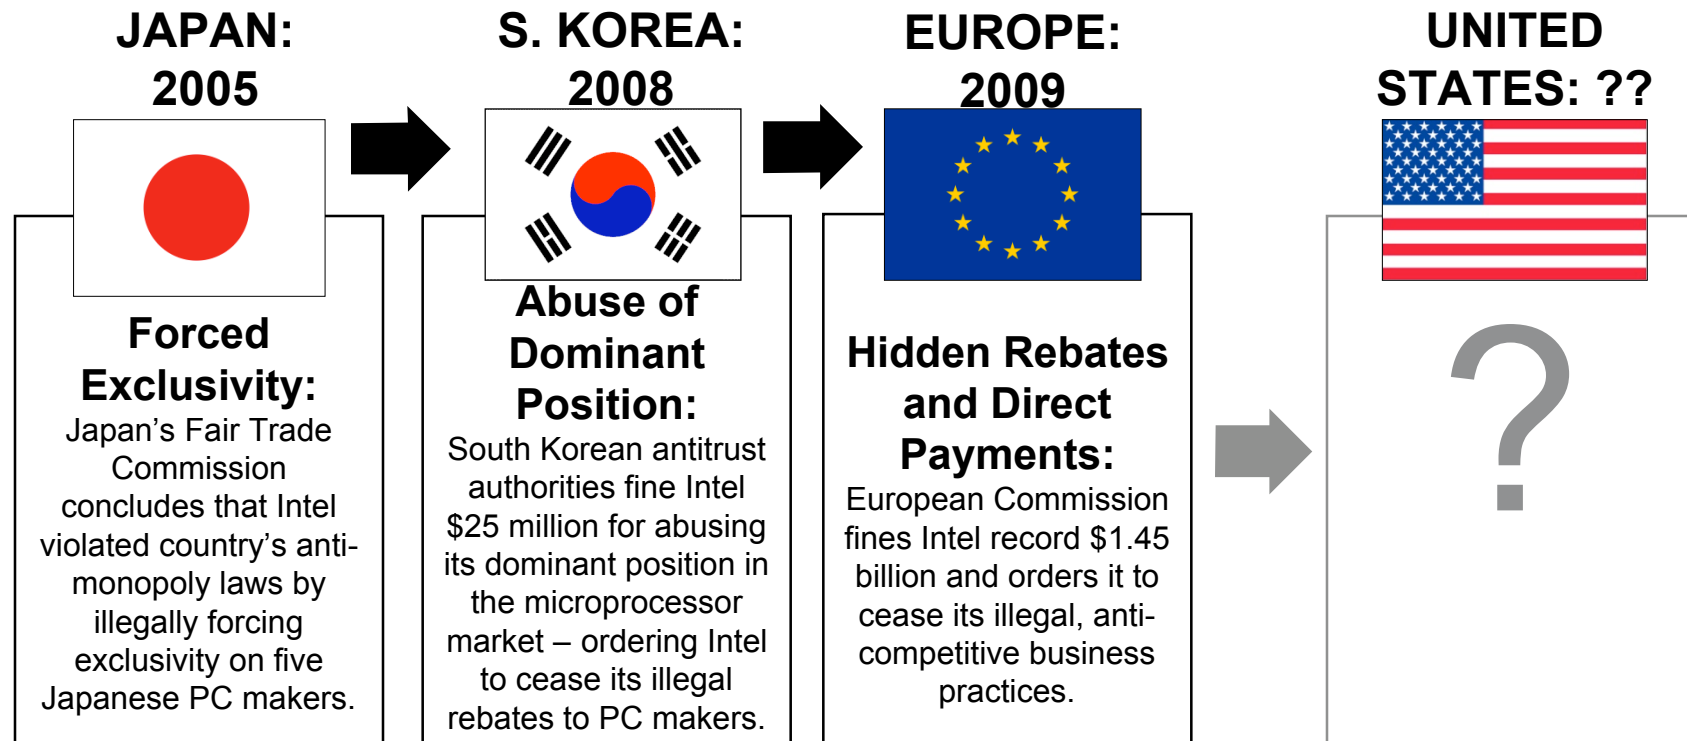 JAPAN:
2005
Forced
Exclusivity:
Japan’s Fair Trade
Commission
concludes that Intel
violated country’s anti-
monopoly laws by
illegally forcing
exclusivity on five
Japanese PC makers.
S. KOREA:
2008
Abuse of
Dominant
Position:
South Korean antitrust
authorities fine Intel
$25 million for abusing
its dominant position in
the microprocessor
market – ordering Intel
to cease its illegal
rebates to PC makers.
EUROPE:
2009
Hidden Rebates
and Direct
Payments:
European Commission
fines Intel record $1.45
billion and orders it to
cease its illegal, anti-
competitive business
practices.
UNITED
STATES: ??
?